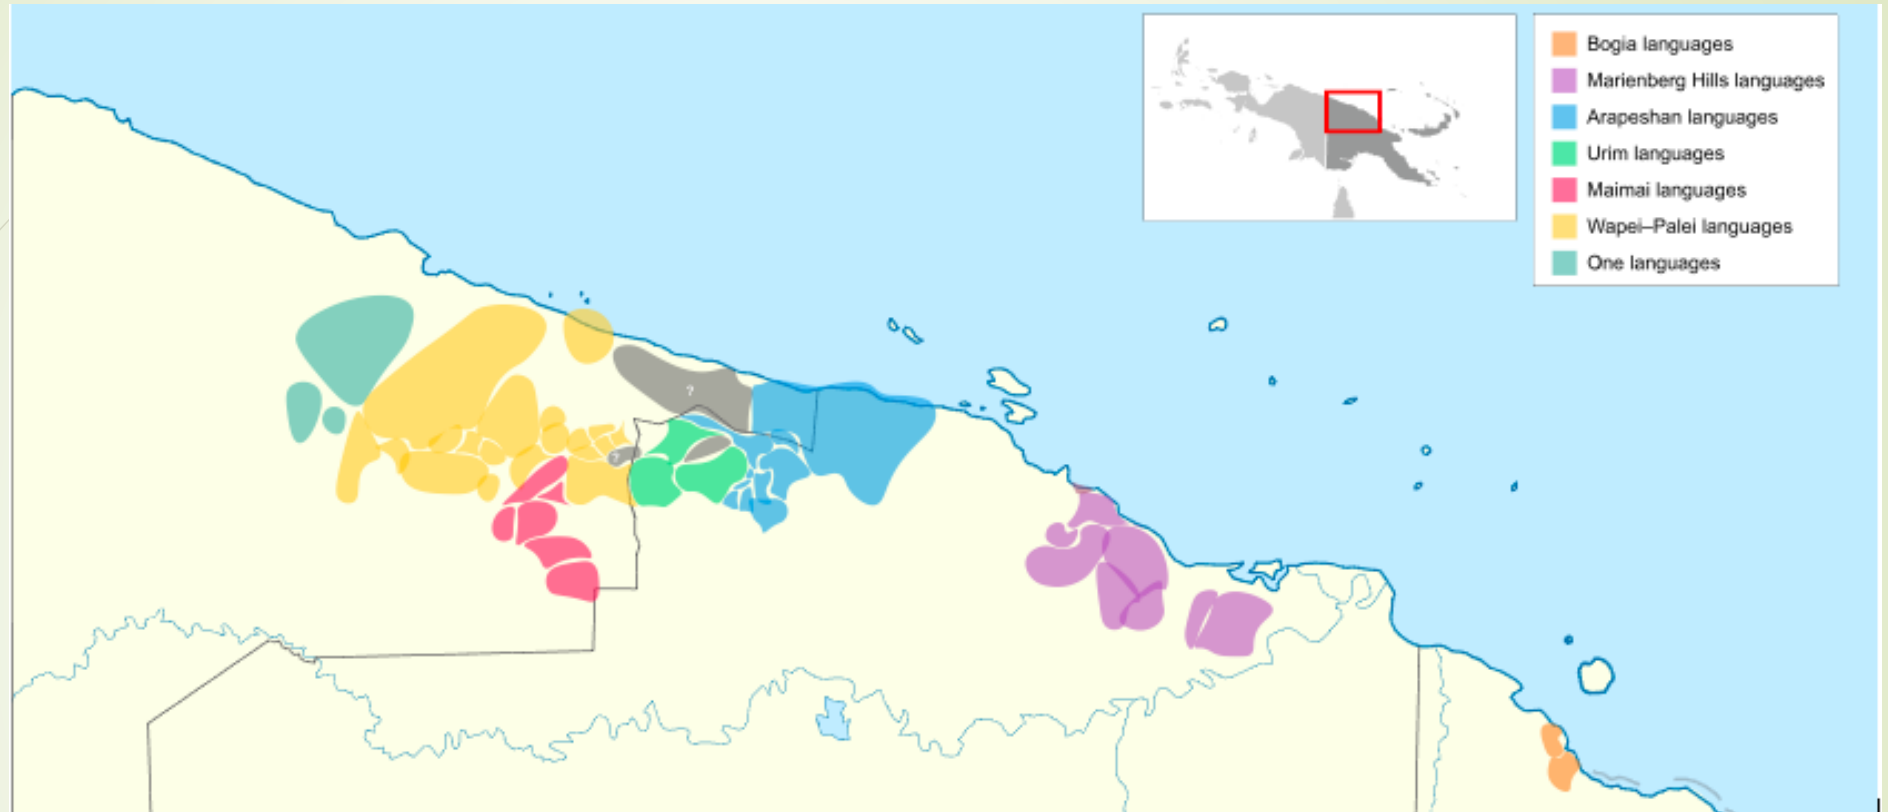 Bogia languages
Marienberg Hills languages
Arapeshan languages
Urim languages
Maimai languages
Wapei–Palei languages
One languages
?
?